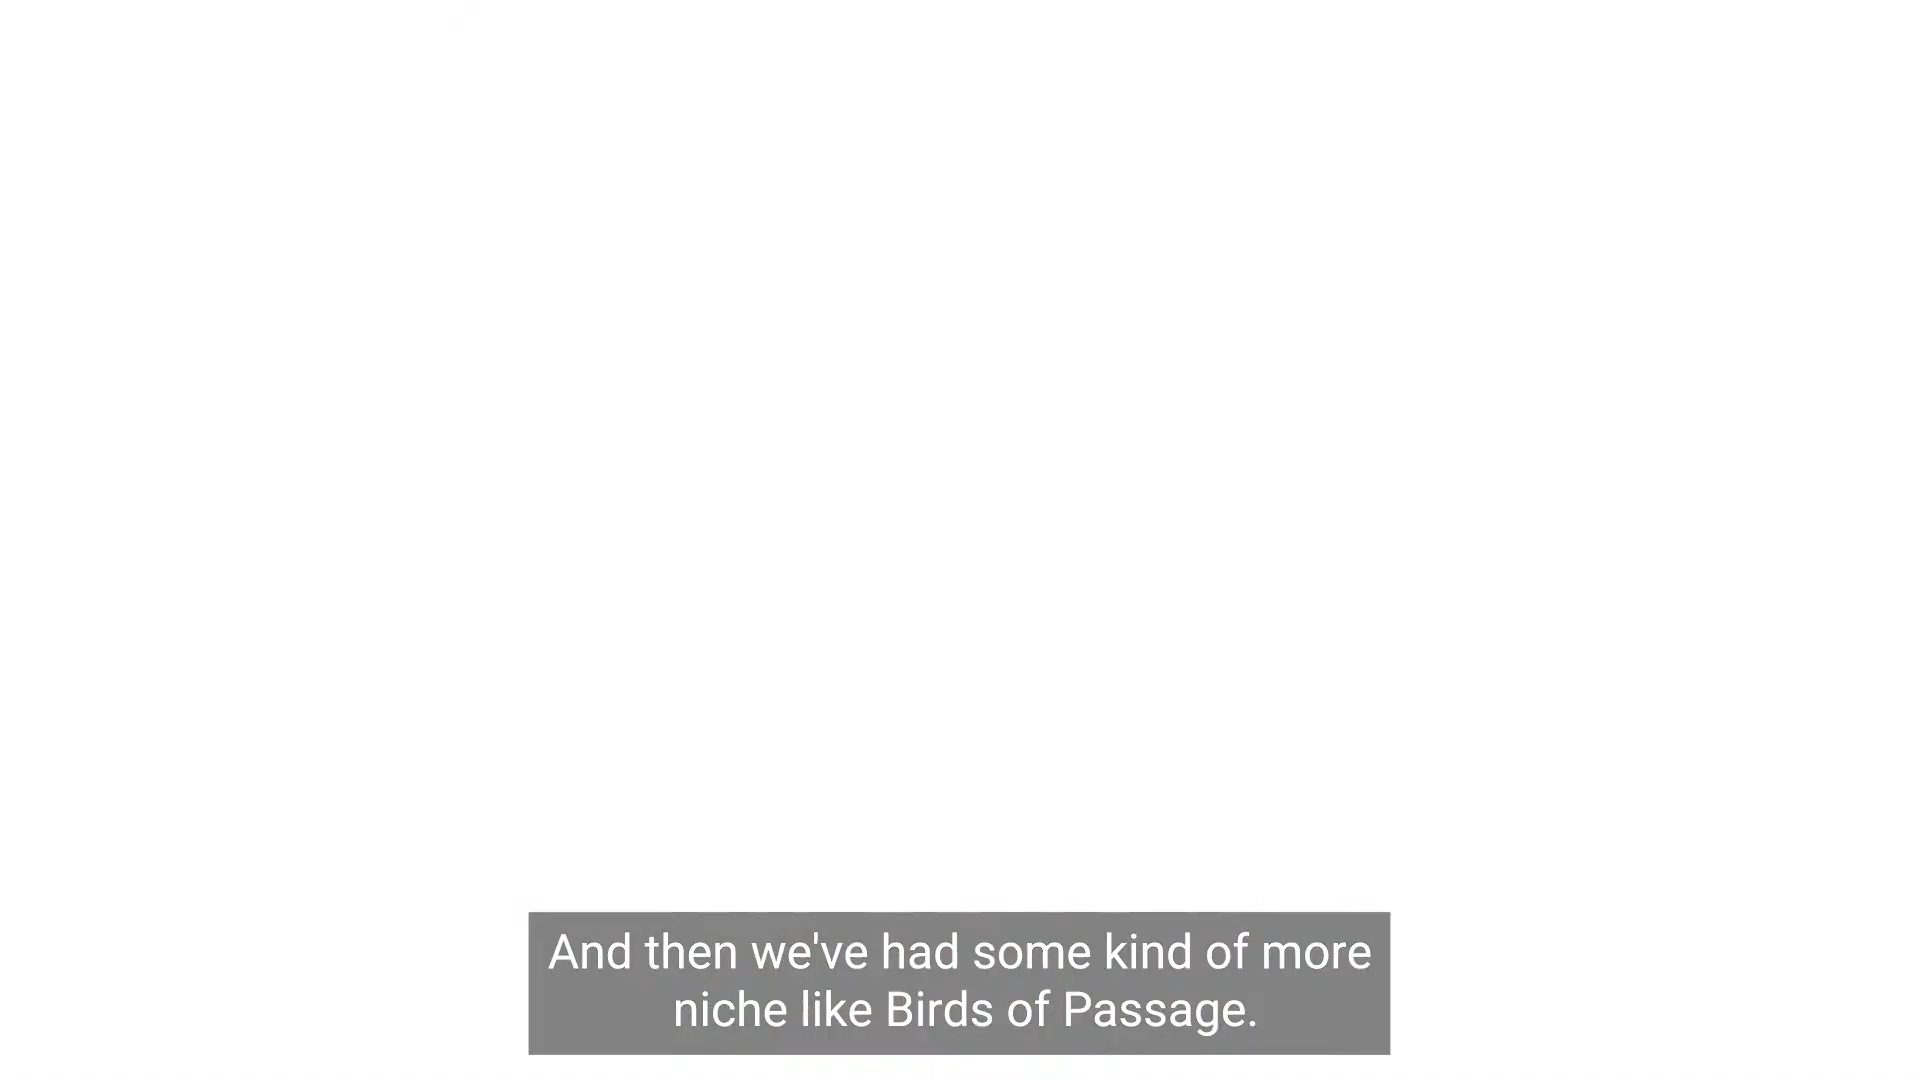 And then we've had some kind of more
niche like Birds of Passage.